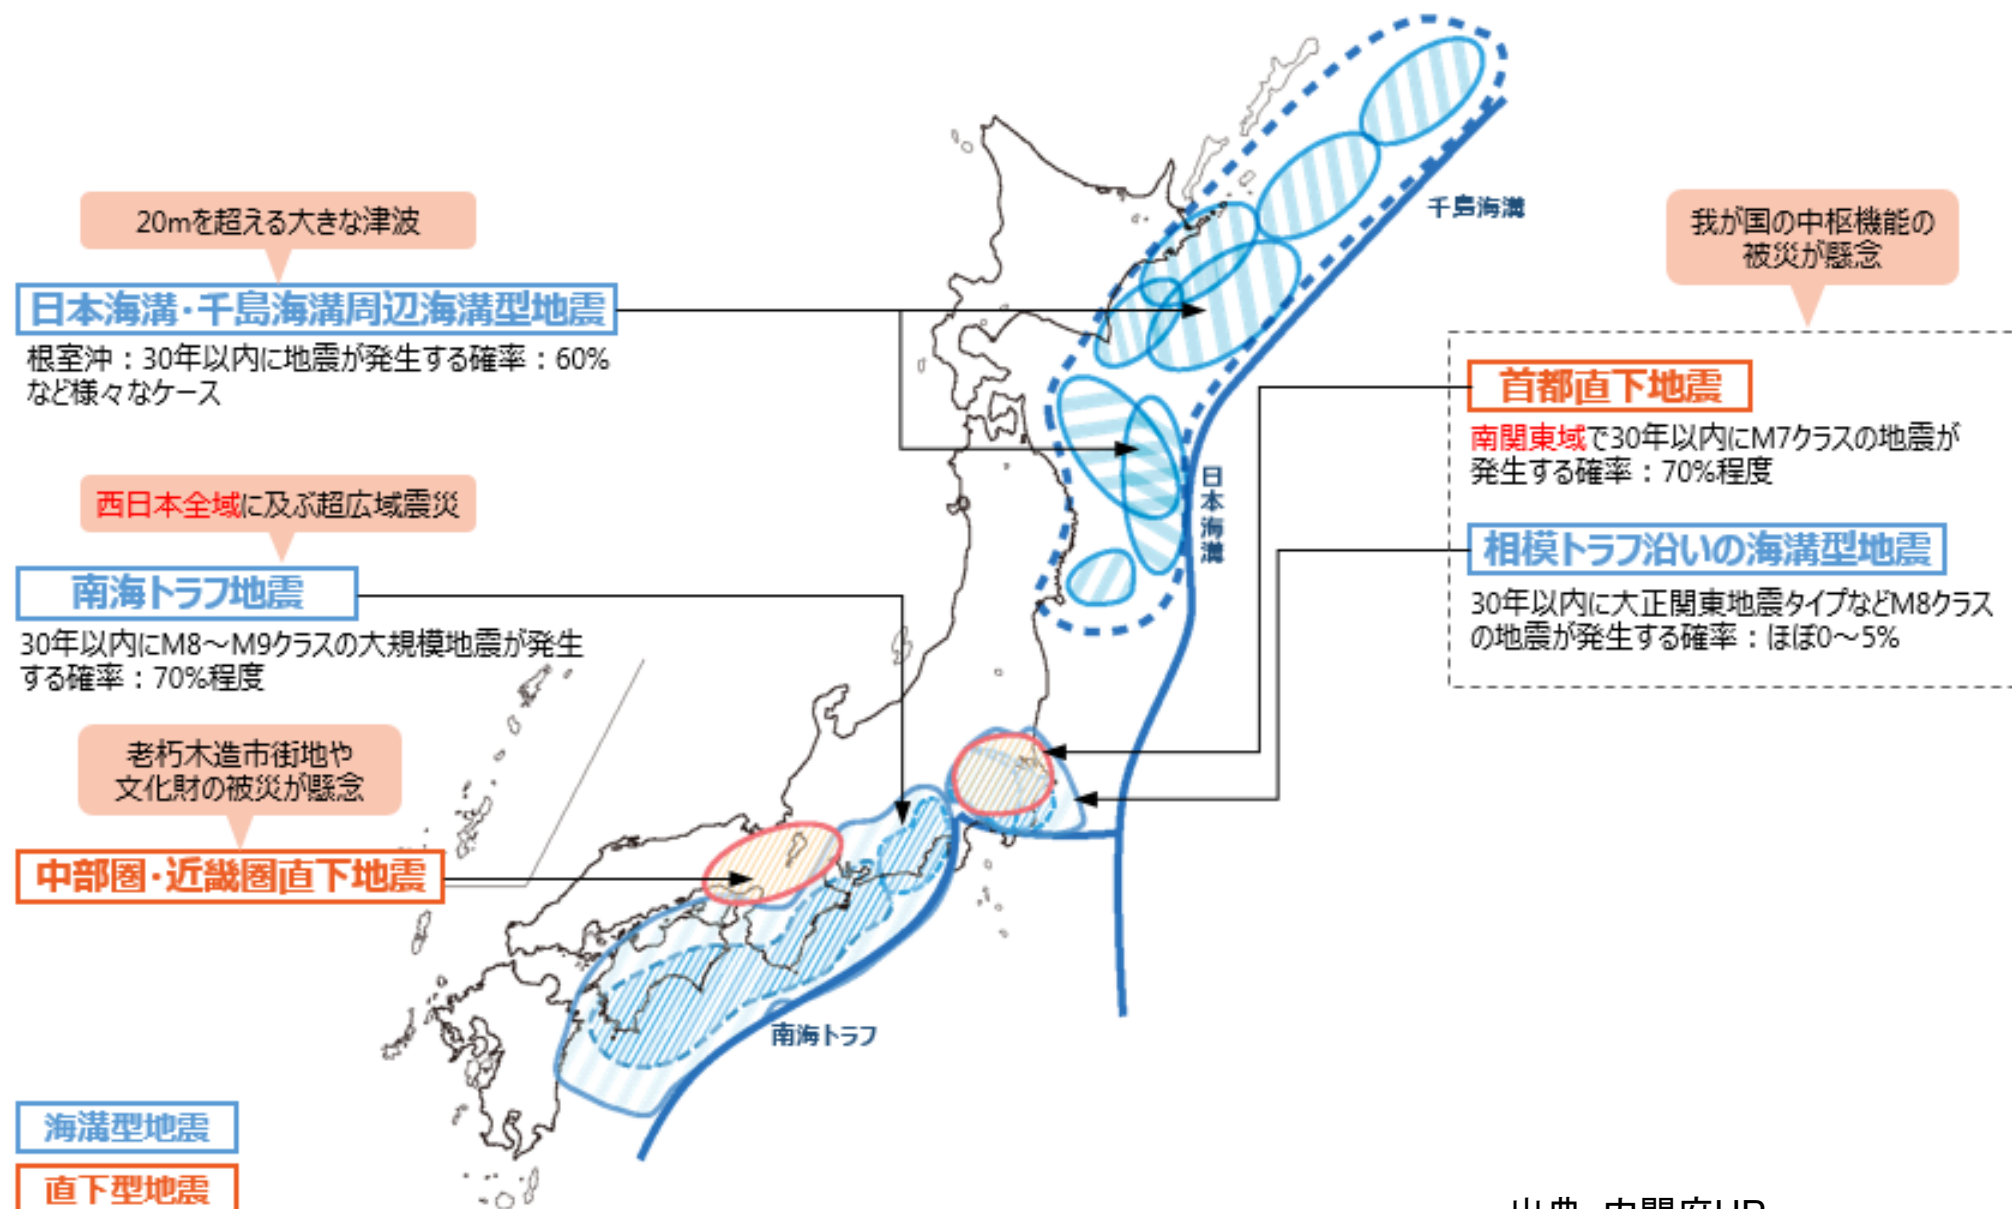 20mを超える大きな津波
日本海溝・千島海溝周辺海溝型地震
根室沖：30年以内に地震が発生する確率：60%
など様々なケース
西日本全域に及ぶ超広域震災
南海トラフ地震
30年以内にM8～M9クラスの大規模地震が発生
する確率：70%程度
老朽木造市街地や
文化財の被災が懸念
中部圏・近畿圏直下地震
海溝型地震
直下型地震
千島海溝
日本海溝
南海トラフ
我が国の中枢機能の
被災が懸念
首都直下地震
南関東域で30年以内にM7クラスの地震が
発生する確率：70%程度
相模トラフ沿いの海溝型地震
30年以内に大正関東地震タイプなどM8クラス
の地震が発生する確率：ほぼ0～5%